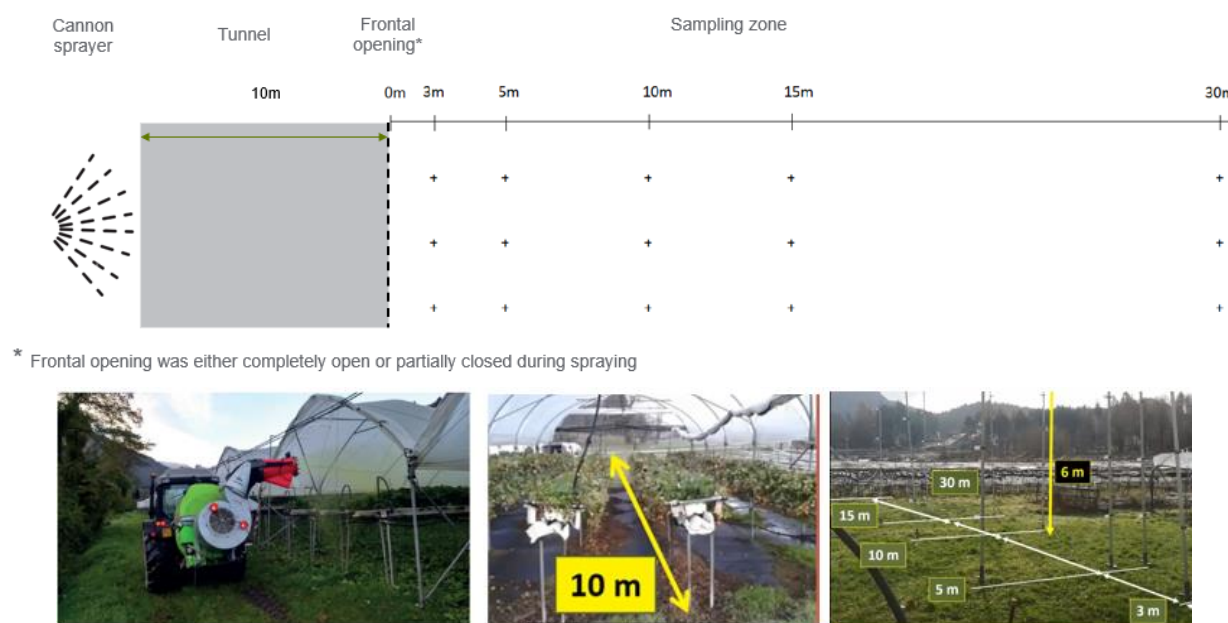 Cannon
sprayer
Tunnel
Frontal
opening*
Sampling zone
10m
0m
3m
5m
10m
15m
30m
* Frontal opening was either completely open or partially closed during spraying
10 m
6 m
30 m
15 m
10 m
5 m
3 m